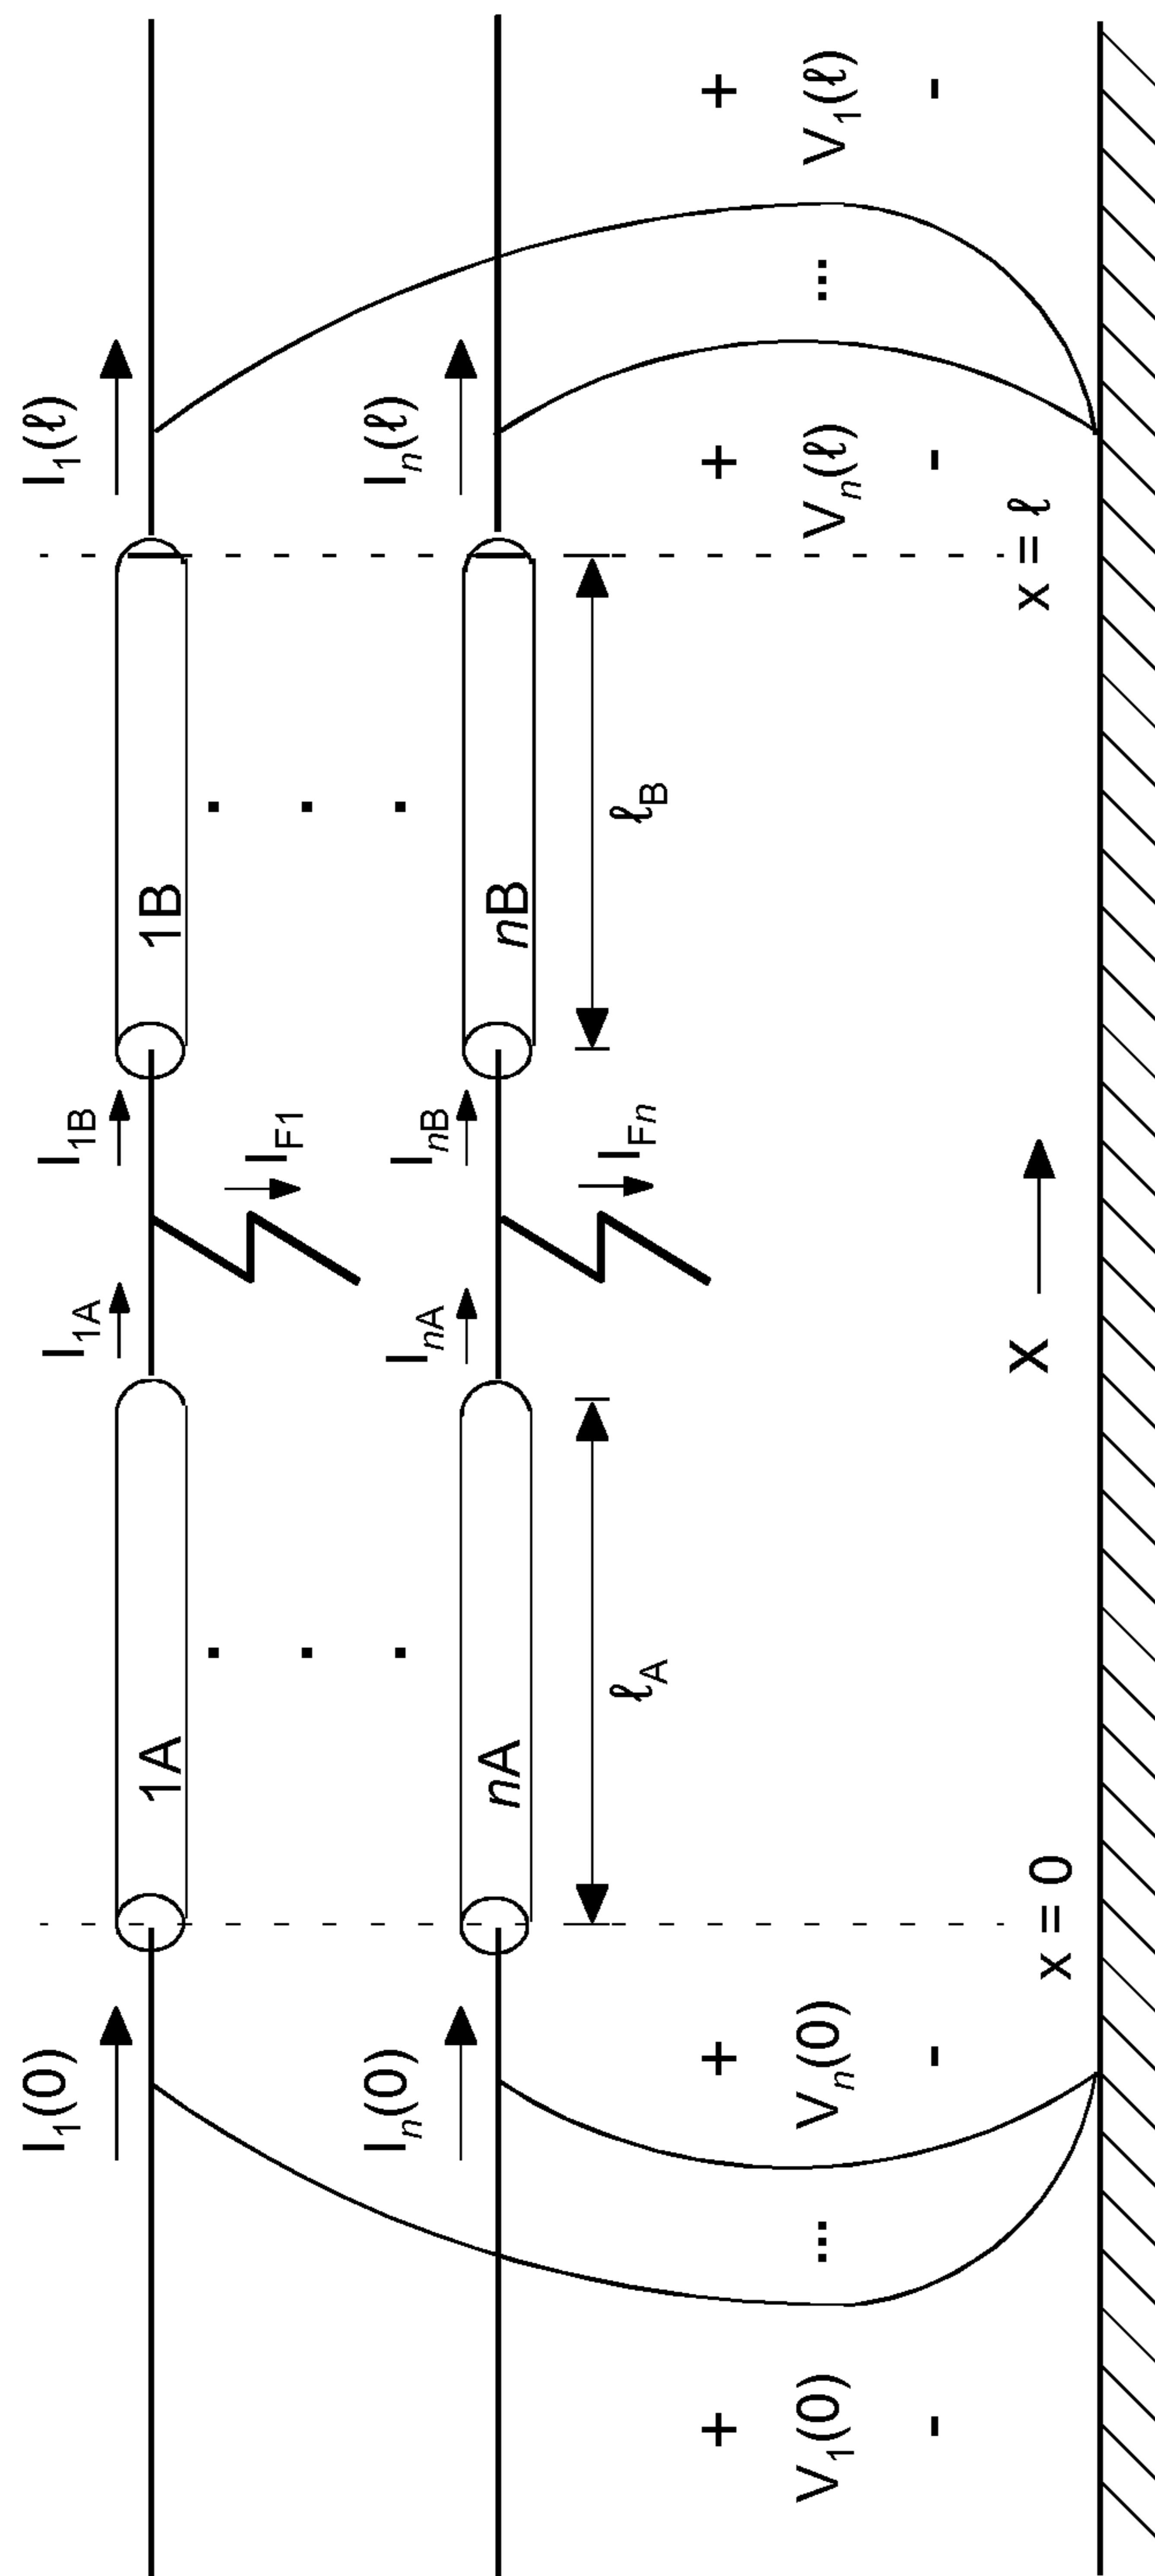 I1(0)
I1A
I1B
I1(ℓ)
1A
IF1
1B
. . .
. . .
In(0)
InA
InB
In(ℓ)
nA
IFn
nB
ℓA
ℓB
+ + + +
V1(0) ... Vn(0) Vn(ℓ) ... V1(ℓ)
- - - -
x = 0
X
x = ℓ